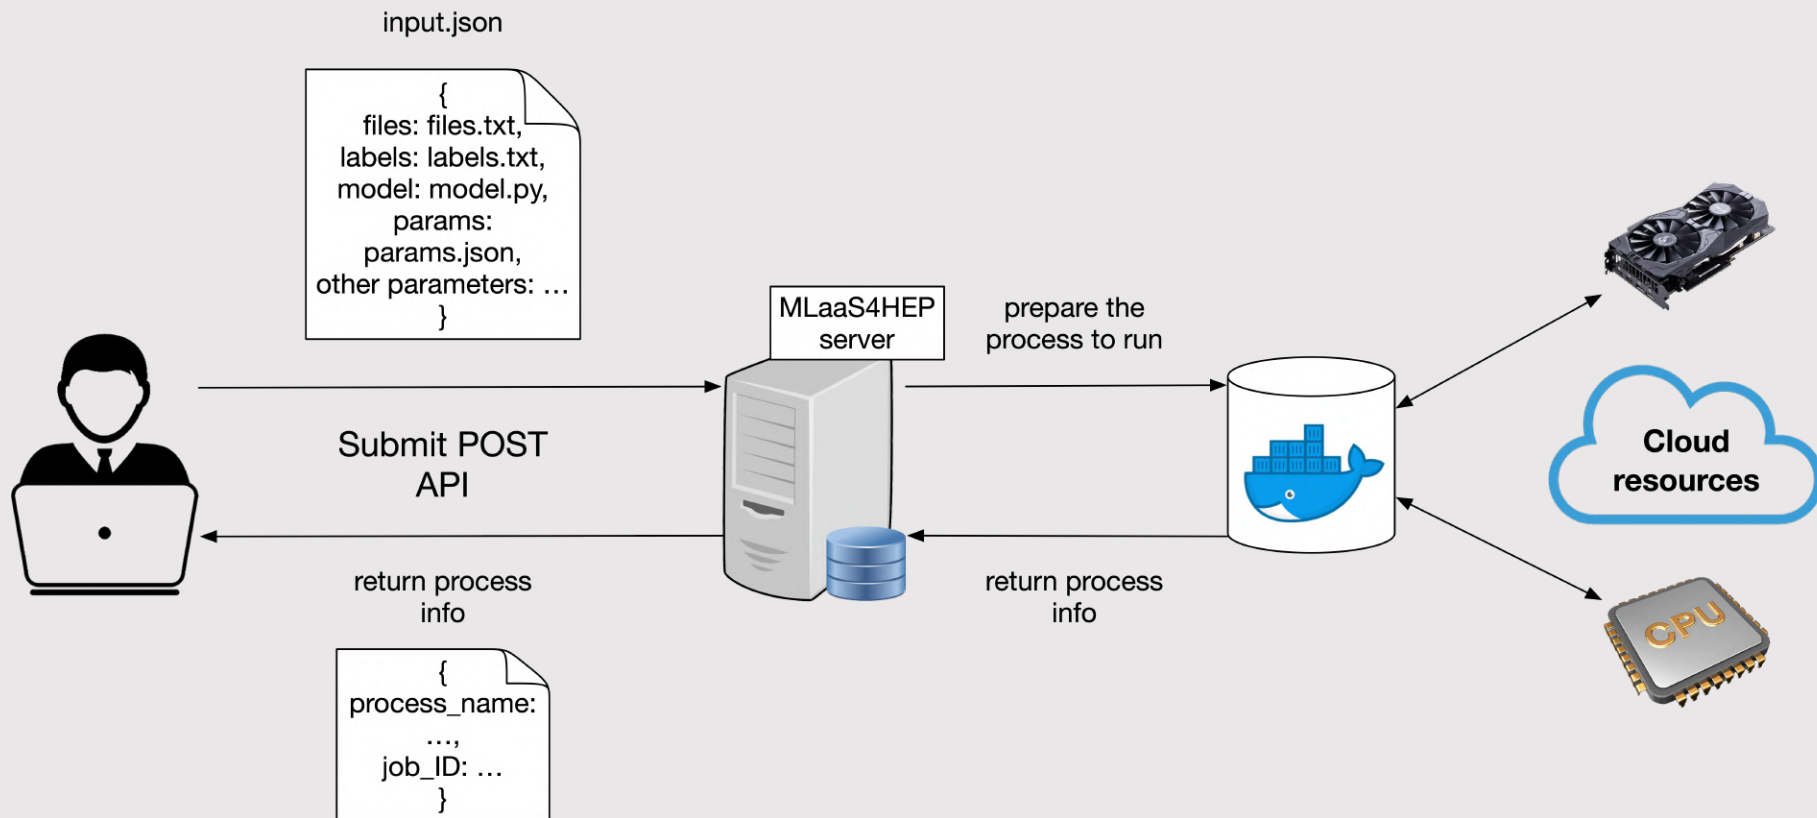 input.json
{
files: files.txt,
labels: labels.txt,
model: model.py,
params:
params.json,
other parameters: …
}
MLaaS4HEP
server
prepare the
process to run
Submit POST
API
Cloud
resources
return process
info
return process
info
CPU
{
process_name:
…,
job_ID: …
}